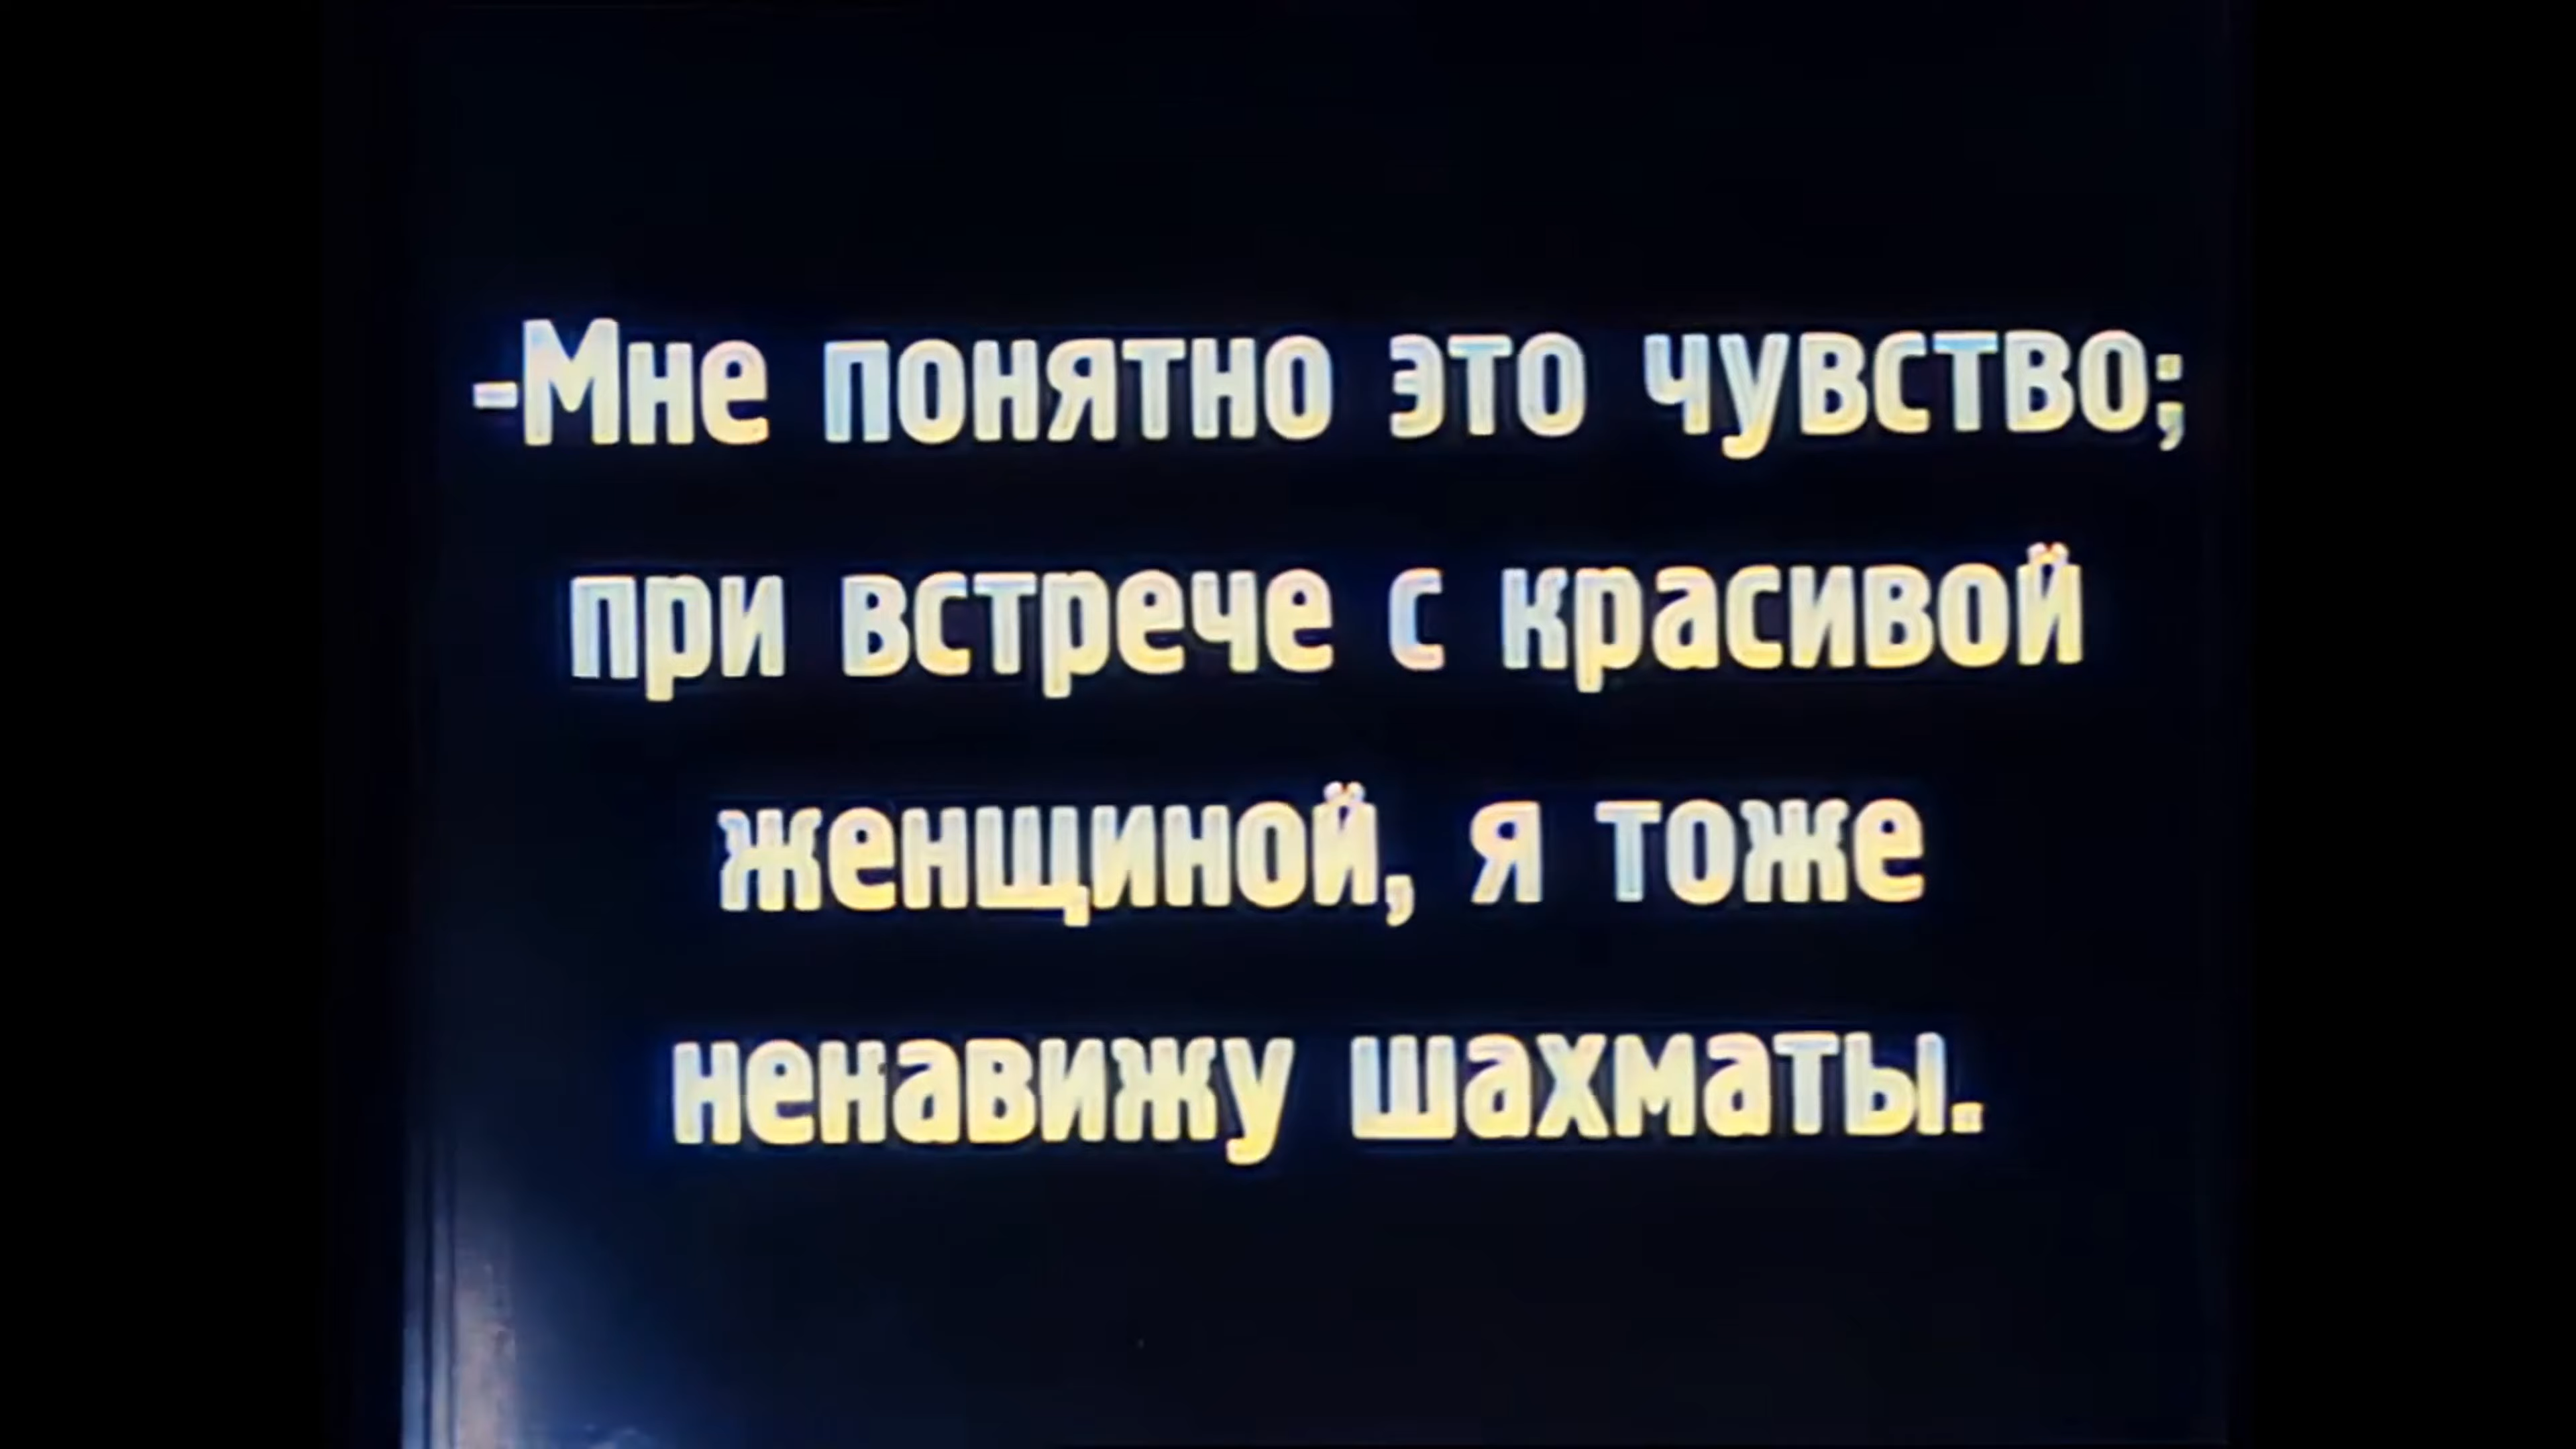 -Мне понятно это чувство;
при встрече с красивой
женщиной, я тоже
ненавижу шахматы.